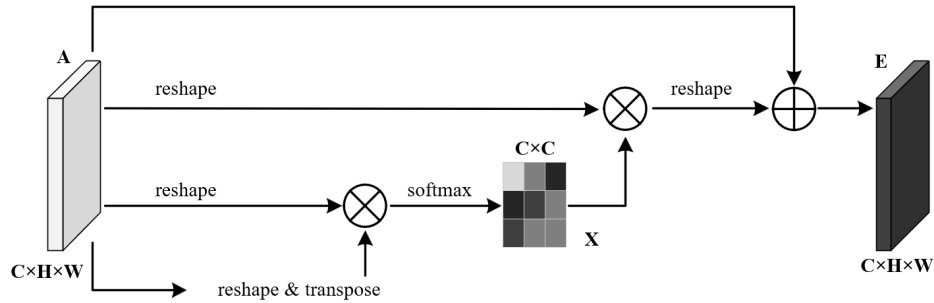 A
E
reshape
reshape
C×C
reshape
softmax
X
C×H×W
C×H×W
reshape & transpose